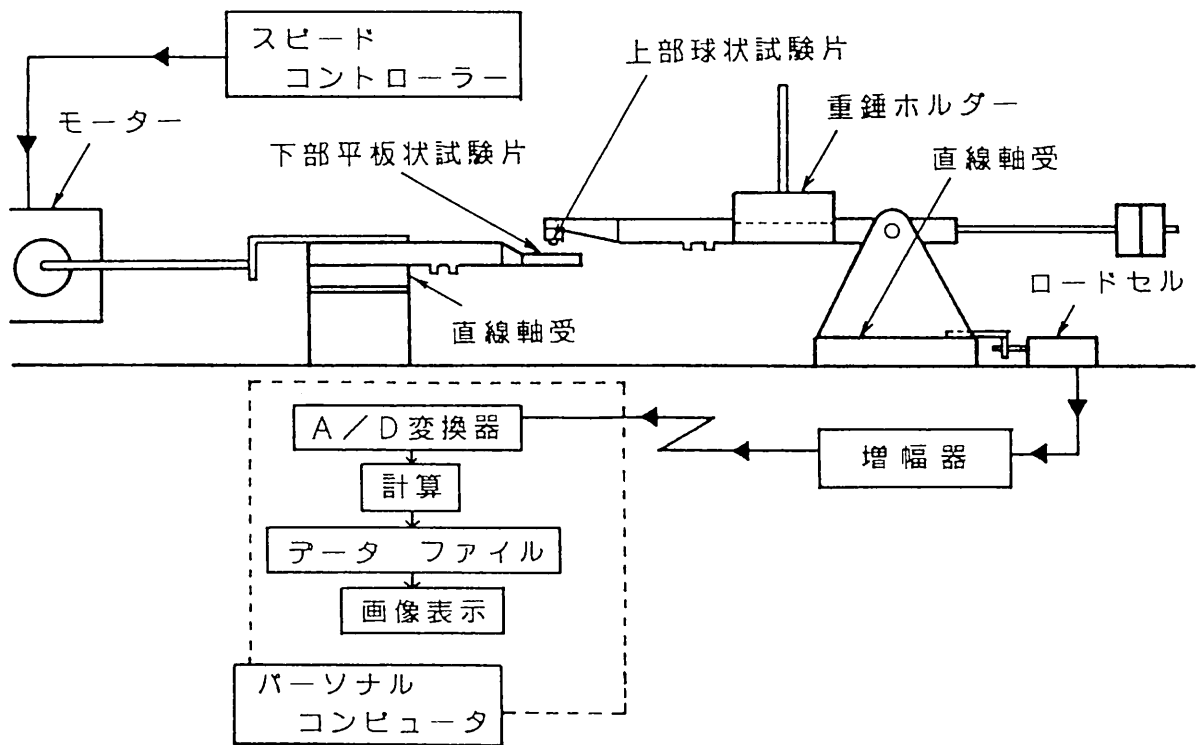 スピード
コントローラー
上部球状試験片
重錘ホルダー
モーター
下部平板状試験片
直線軸受
ロードセル
直線軸受
A/D変換器
増幅器
計算
データ ファイル
画像表示
パーソナル
コンピュータ